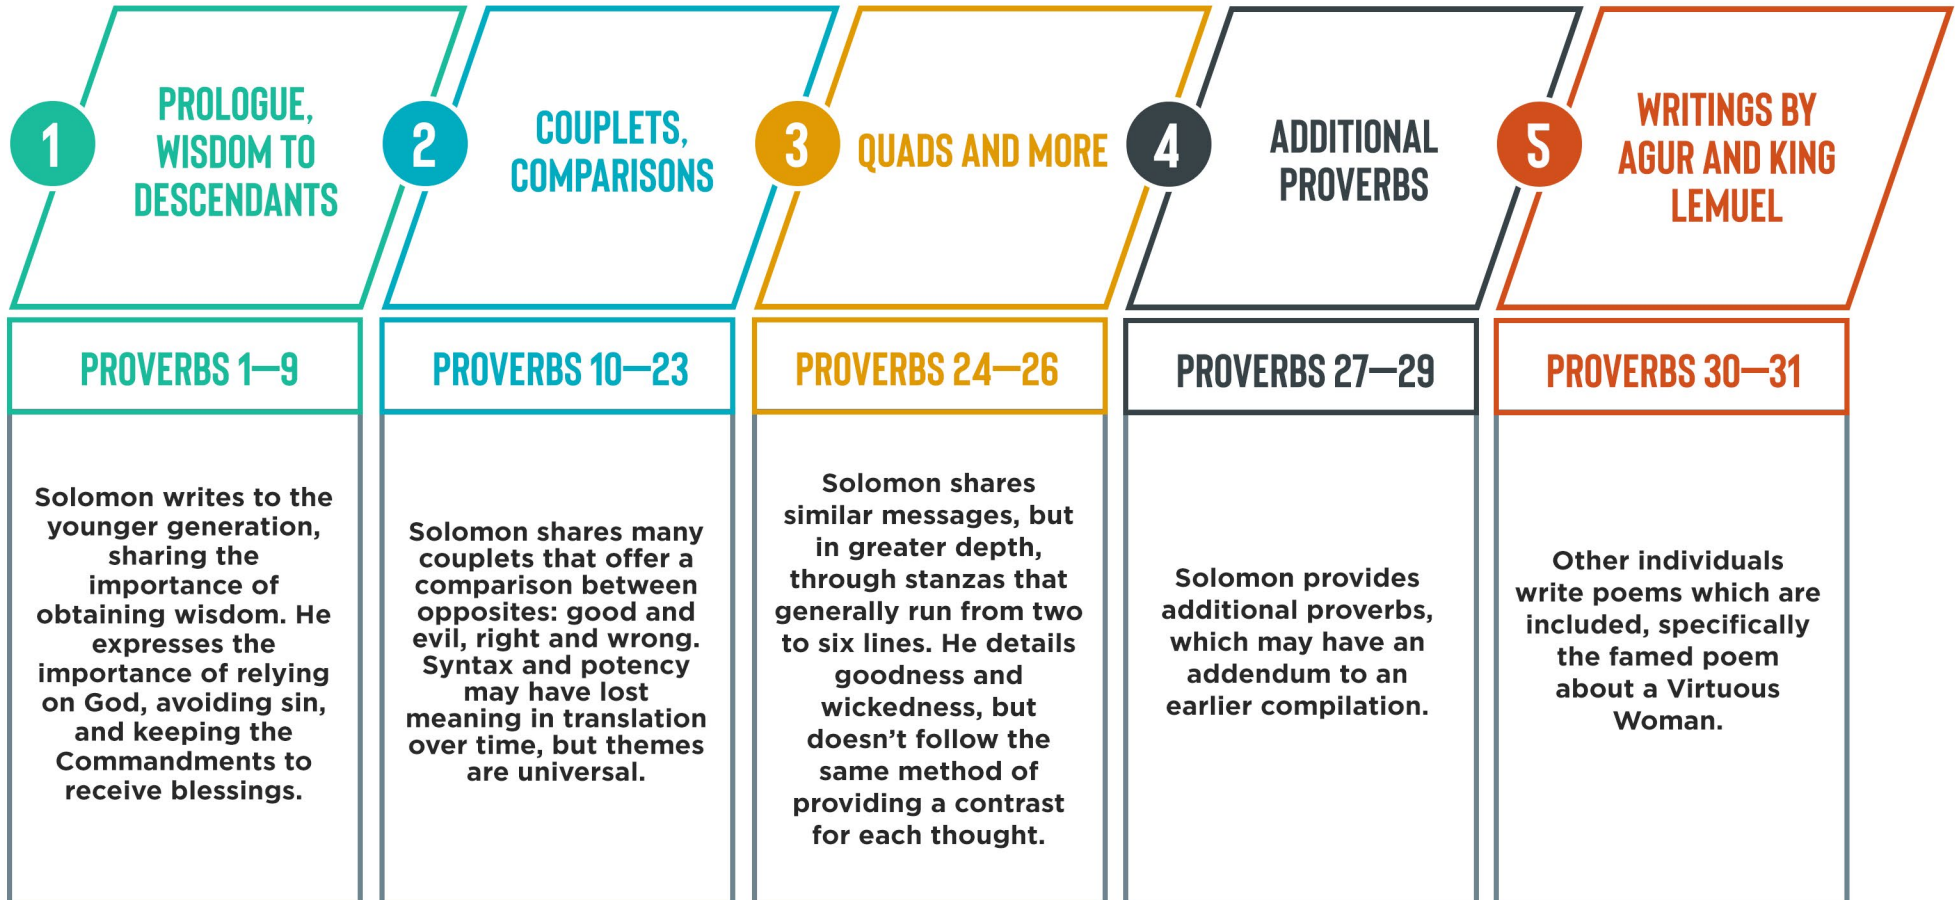 1
PROLOGUE,
WISDOM TO
DESCENDANTS
2
COUPLETS,
COMPARISONS
3
QUADS AND MORE
4
ADDITIONAL
PROVERBS
5
WRITINGS BY
AGUR AND KING
LEMUEL
PROVERBS 1—9
PROVERBS 10—23
PROVERBS 24—26
PROVERBS 27—29
PROVERBS 30—31
Solomon writes to the
younger generation,
sharing the
importance of
obtaining wisdom. He
expresses the
importance of relying
on God, avoiding sin,
and keeping the
Commandments to
receive blessings.
Solomon shares many
couplets that offer a
comparison between
opposites: good and
evil, right and wrong.
Syntax and potency
may have lost
meaning in translation
over time, but themes
are universal.
Solomon shares
similar messages, but
in greater depth,
through stanzas that
generally run from two
to six lines. He details
goodness and
wickedness, but
doesn’t follow the
same method of
providing a contrast
for each thought.
Solomon provides
additional proverbs,
which may have an
addendum to an
earlier compilation.
Other individuals
write poems which are
included, specifically
the famed poem
about a Virtuous
Woman.